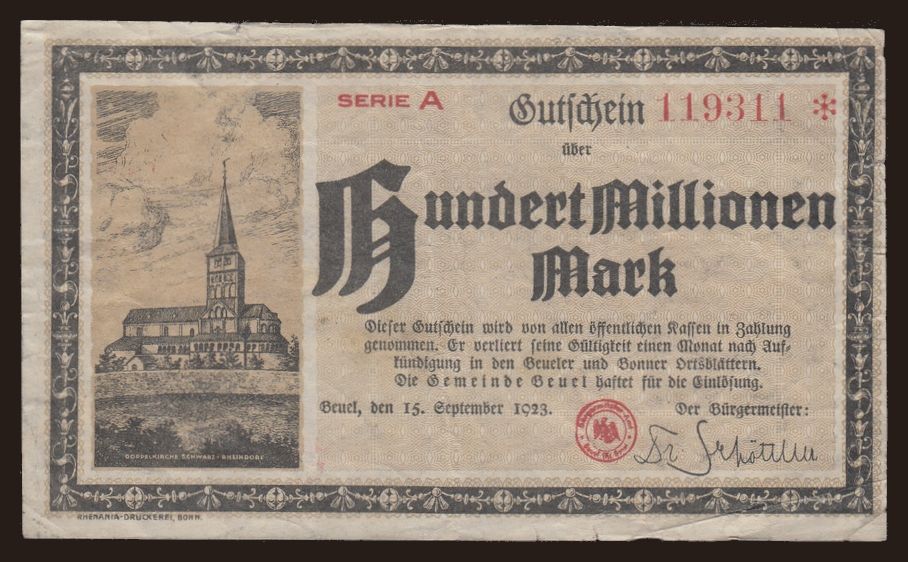 SERIE A
Gutschein 119311 *
über
Hundert Millionen
Mark
Dieser Gutschein wird von allen öffentlichen Kassen in Zahlung
genommen. Er verliert seine Gültigkeit einen Monat nach Auf-
kündigung in den Beueler und Bonner Ortsblättern.
Die Gemeinde Beuel haftet für die Einlösung.
Beuel, den 15. September 1923.
Der Bürgermeister:
DOPPELKIRCHE SCHWARZ-RHEINDORF
RHENANIA-DRUCKEREI, BONN.